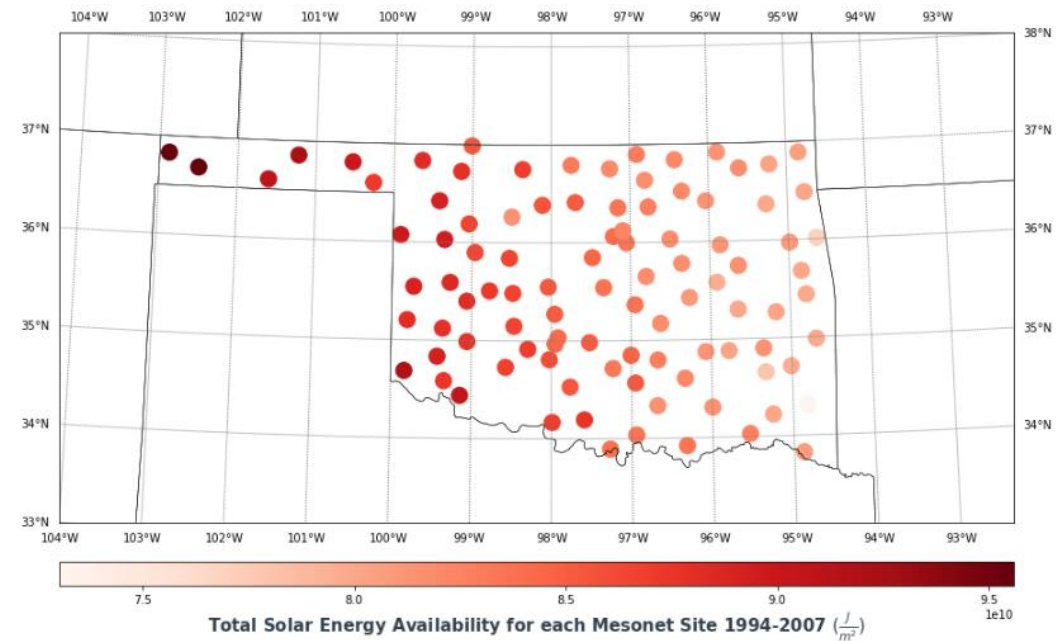 104°W 103°W 102°W 101°W 100°W 99°W 98°W 97°W 96°W 95°W 94°W 93°W
38°N
37°N 37°N
36°N 36°N
35°N 35°N
34°N 34°N
33°N
104°W 103°W 102°W 101°W 100°W 99°W 98°W 97°W 96°W 95°W 94°W 93°W
7.5 8.0 8.5 9.0 9.5
1e10
Total Solar Energy Availability for each Mesonet Site 1994-2007 (J/m²)